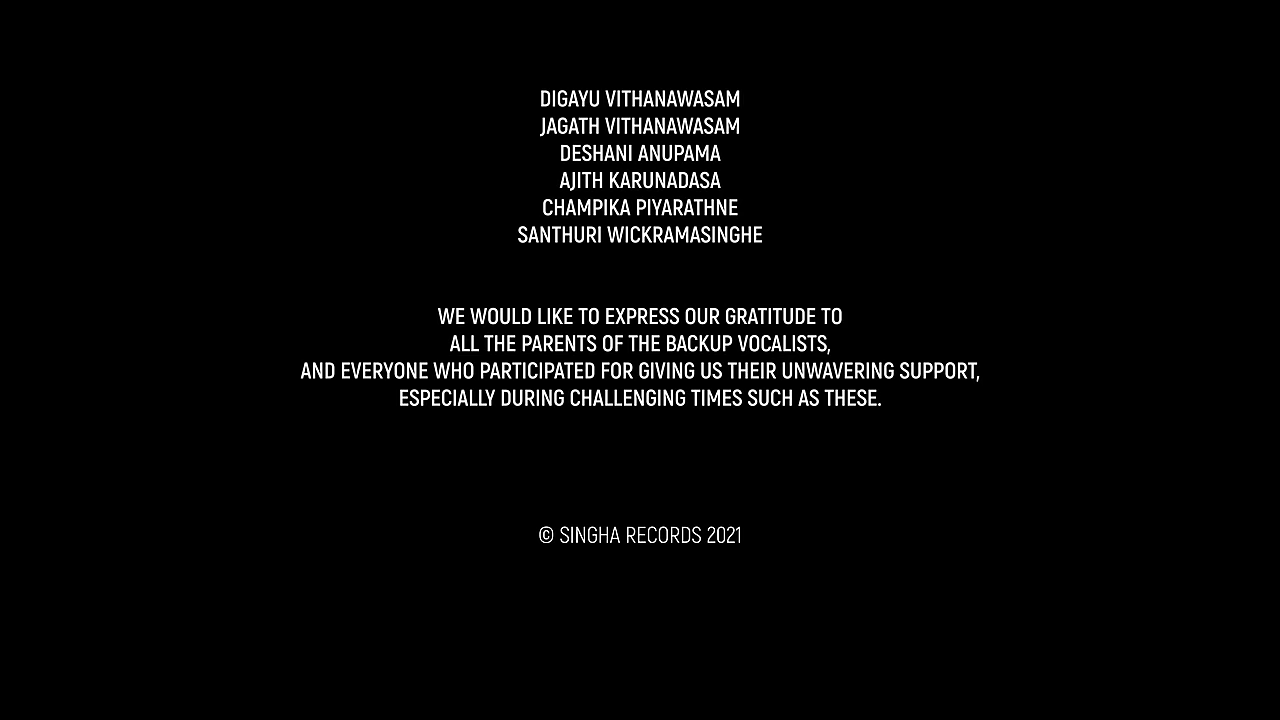 DIGAYU VITHANAWASAM
JAGATH VITHANAWASAM
DESHANI ANUPAMA
AJITH KARUNADASA
CHAMPIKA PIYARATHNE
SANTHURI WICKRAMASINGHE
WE WOULD LIKE TO EXPRESS OUR GRATITUDE TO
ALL THE PARENTS OF THE BACKUP VOCALISTS,
AND EVERYONE WHO PARTICIPATED FOR GIVING US THEIR UNWAVERING SUPPORT,
ESPECIALLY DURING CHALLENGING TIMES SUCH AS THESE.
© SINGHA RECORDS 2021